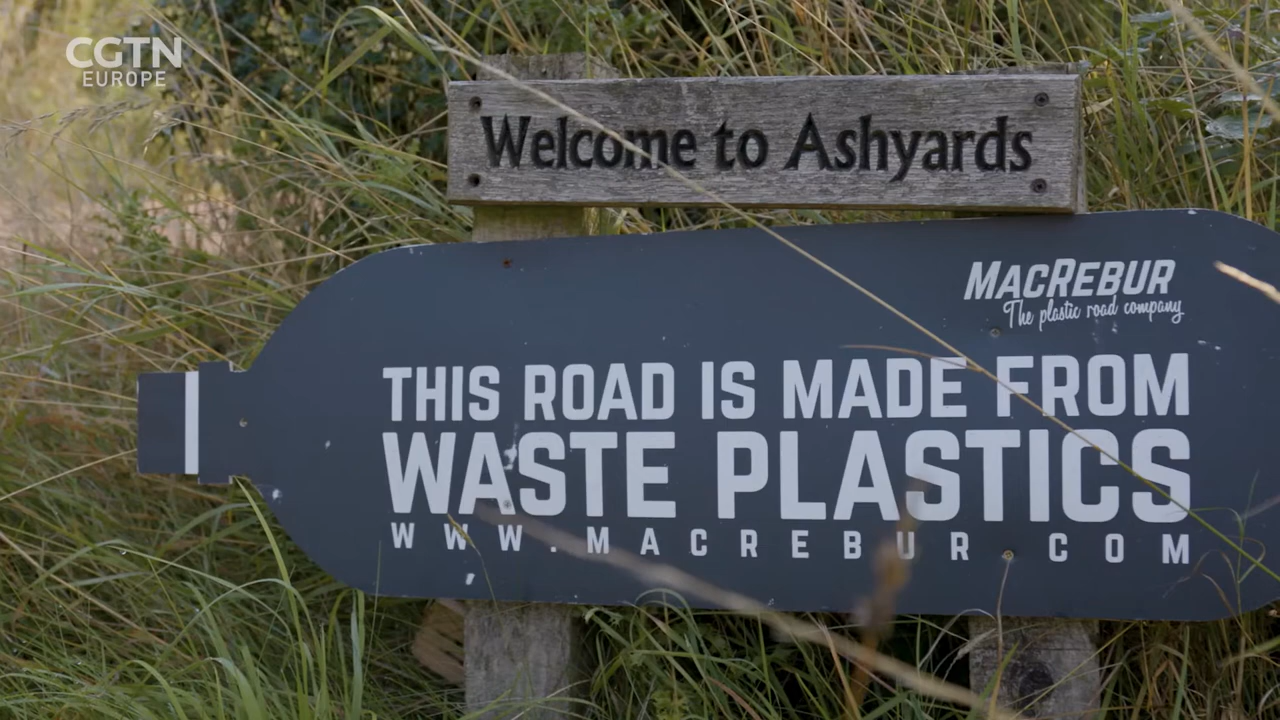 CGTN
EUROPE
Welcome to Ashyards
MACREBUR
The plastic road company
THIS ROAD IS MADE FROM
WASTE PLASTICS
WWW.MACREBUR.COM